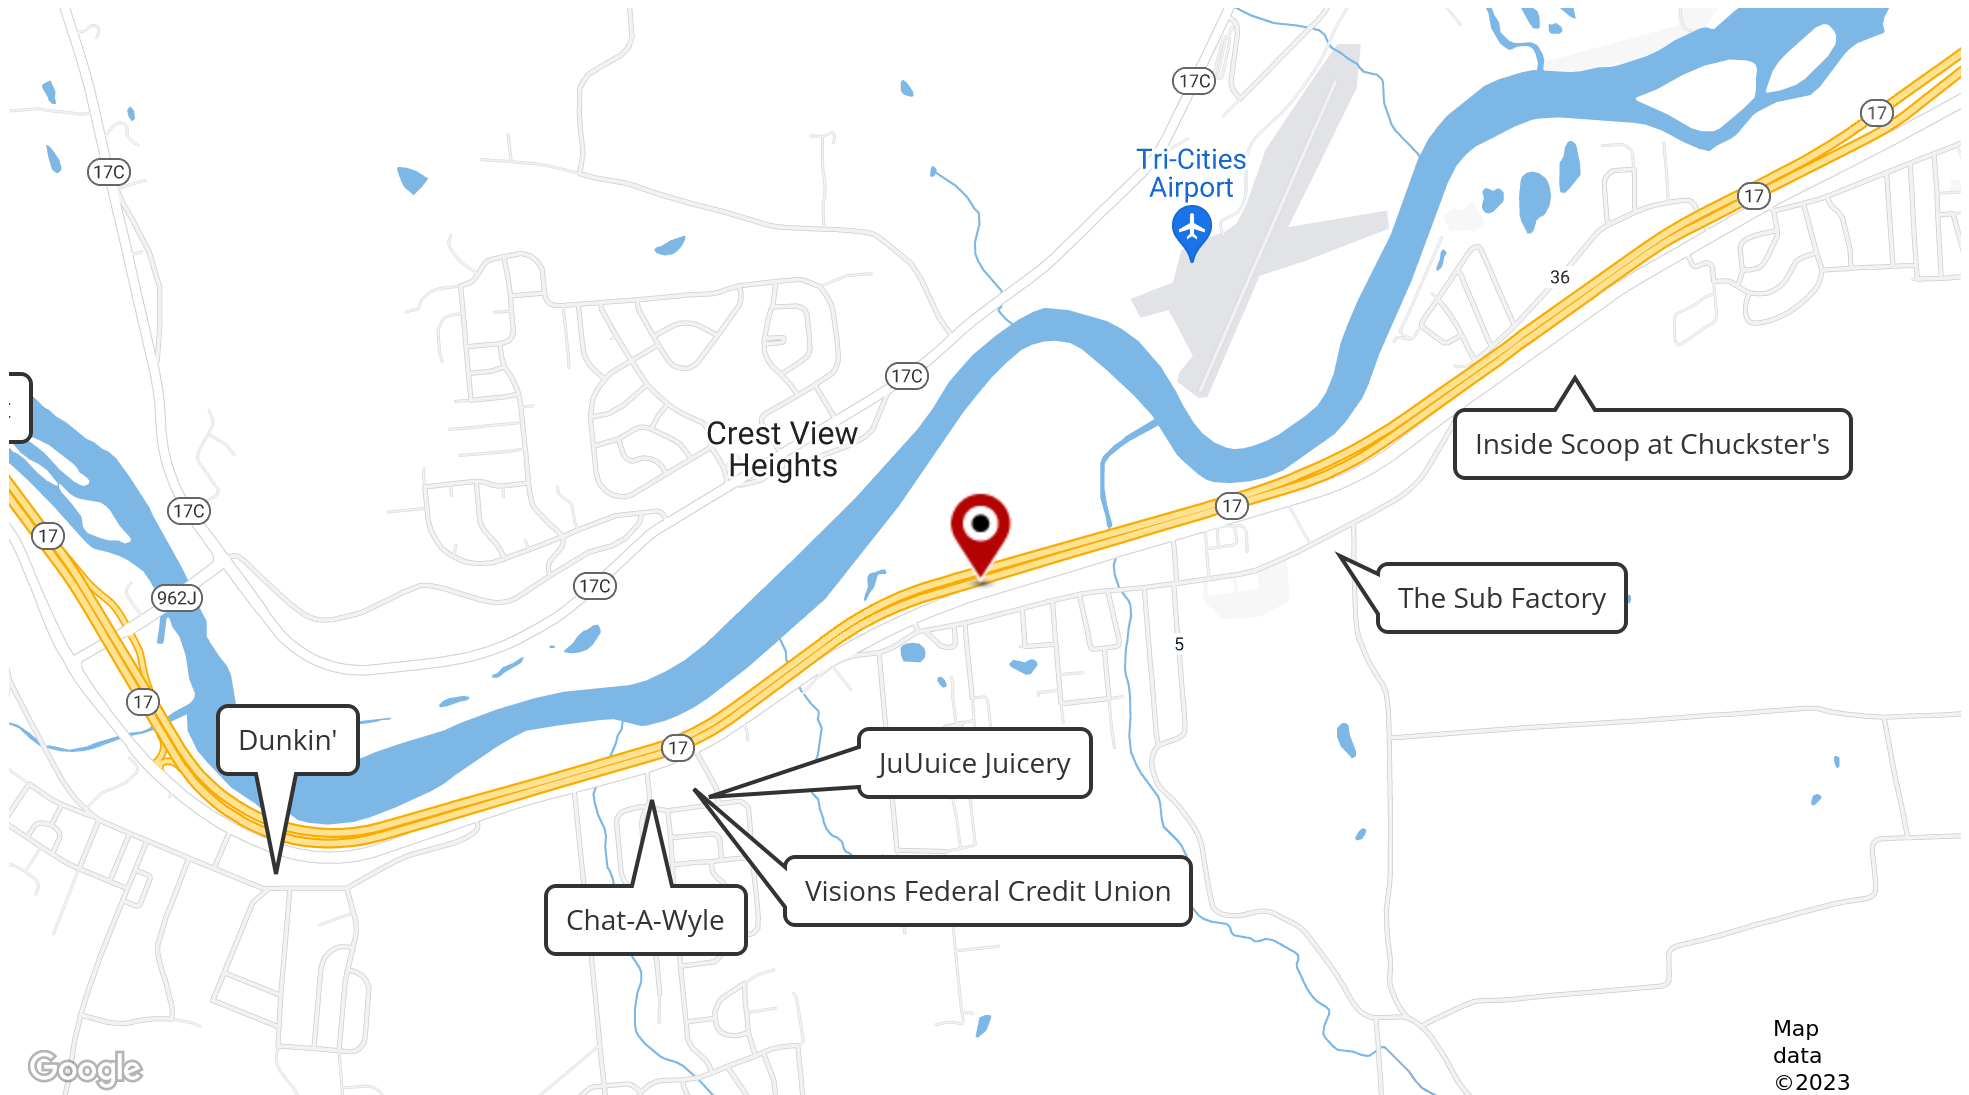 17C
17
Tri-Cities
Airport
17C
17
36
17C
Crest View
Heights
Inside Scoop at Chuckster's
17C
17
17
17C
962J
The Sub Factory
5
17
Dunkin'
17
JuUuice Juicery
Visions Federal Credit Union
Chat-A-Wyle
Google
Map
data
©2023